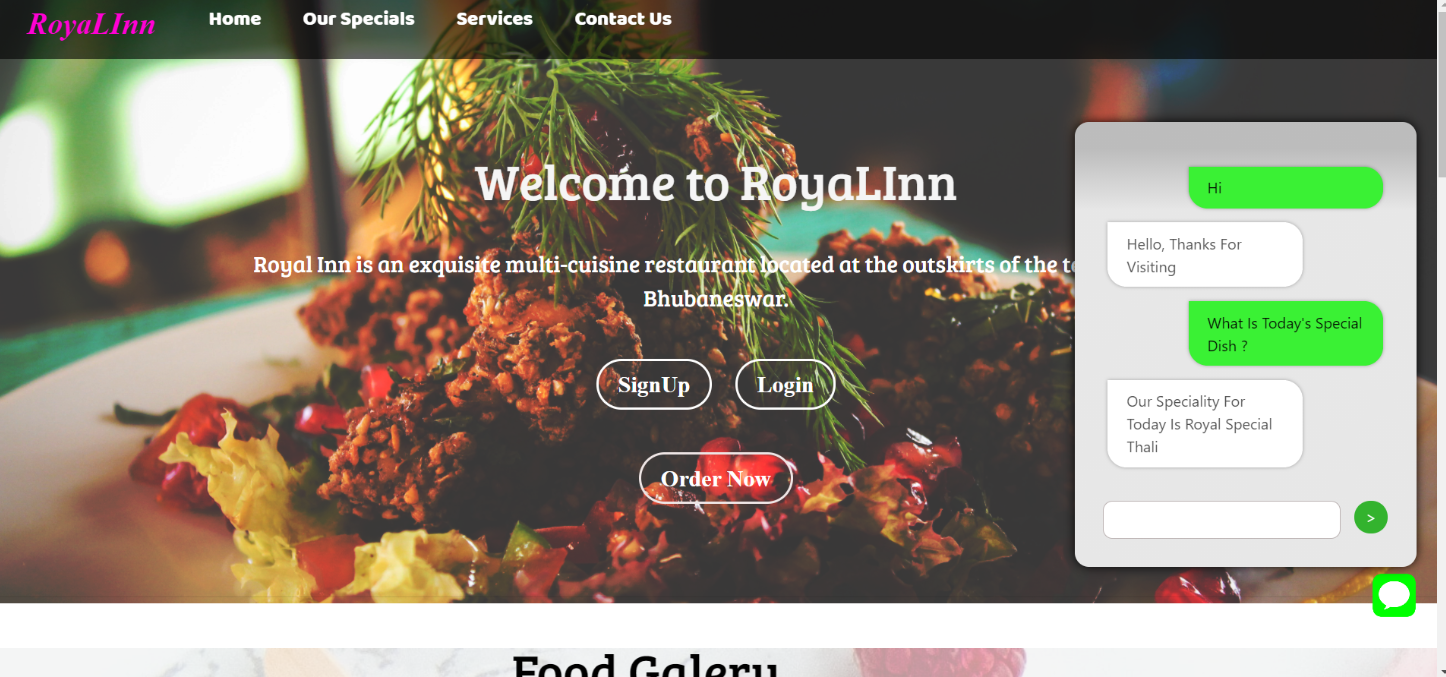 RoyaLInn
Home
Our Specials
Services
Contact Us
Welcome to RoyaLInn
Royal Inn is an exquisite multi-cuisine restaurant located at the outskirts of the
Bhubaneswar.
SignUp
Login
Order Now
Hi
Hello, Thanks For
Visiting
What Is Today's Special
Dish ?
Our Speciality For
Today Is Royal Special
Thali
>
Food Galery